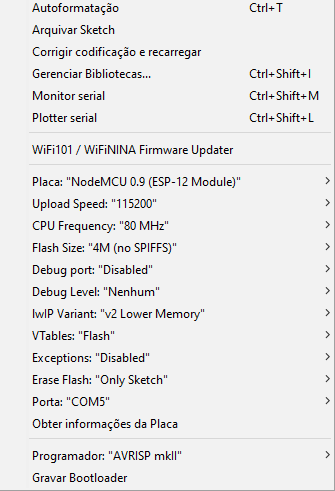 Autoformatação Ctrl+T
Arquivar Sketch
Corrigir codificação e recarregar
Gerenciar Bibliotecas... Ctrl+Shift+I
Monitor serial Ctrl+Shift+M
Plotter serial Ctrl+Shift+L
WiFi101 / WiFiNINA Firmware Updater
Placa: "NodeMCU 0.9 (ESP-12 Module)"
Upload Speed: "115200"
CPU Frequency: "80 MHz"
Flash Size: "4M (no SPIFFS)"
Debug port: "Disabled"
Debug Level: "Nenhum"
lwIP Variant: "v2 Lower Memory"
VTables: "Flash"
Exceptions: "Disabled"
Erase Flash: "Only Sketch"
Porta: "COM5"
Obter informações da Placa
Programador: "AVRISP mkII"
Gravar Bootloader